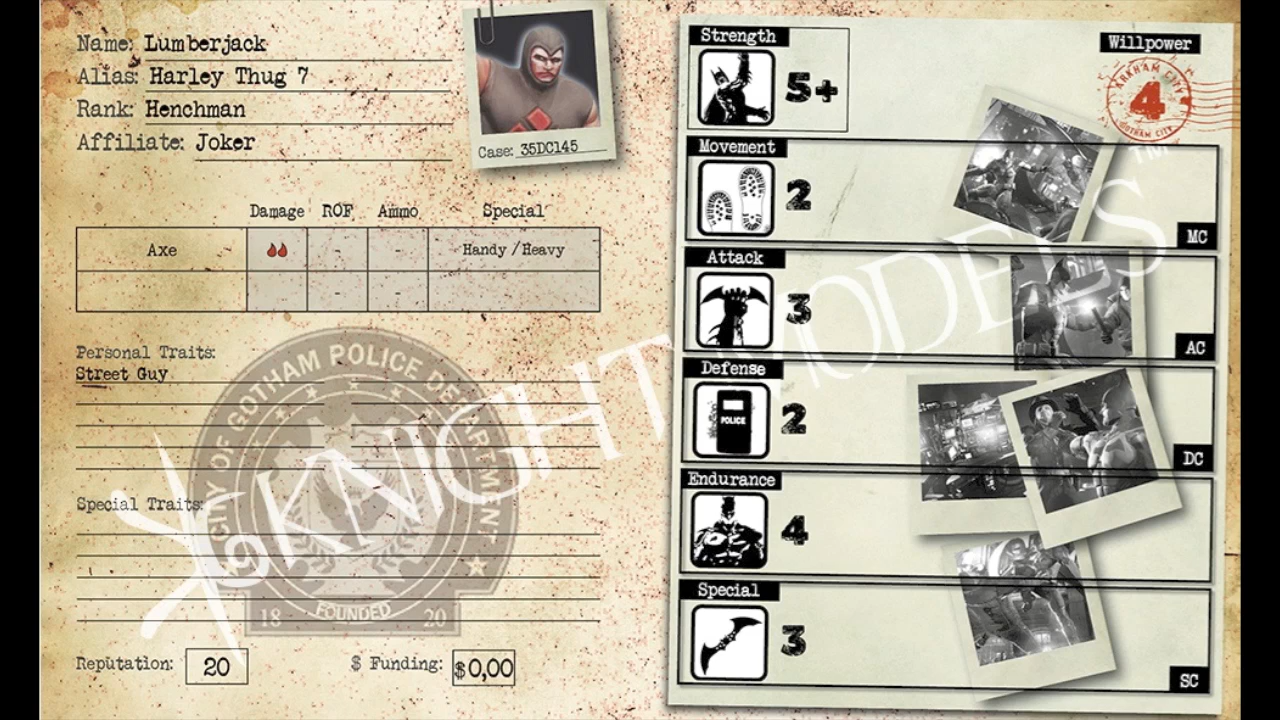 Name: Lumberjack
Alias: Harley Thug 7
Rank: Henchman
Affiliate: Joker
Case: 35DC145
Damage ROF Ammo Special
Axe - - Handy / Heavy
- -
Personal Traits:
Street Guy
Special Traits:
CITY OF GOTHAM POLICE DEPARTMENT
18 FOUNDED 20
Reputation: 20
$ Funding: $0,00
KNIGHT MODELS
TM
Strength
5+
Willpower
ARKHAM CITY
4
GOTHAM CITY
Movement
2
MC
Attack
3
AC
Defense
POLICE
2
DC
Endurance
4
Special
3
SC